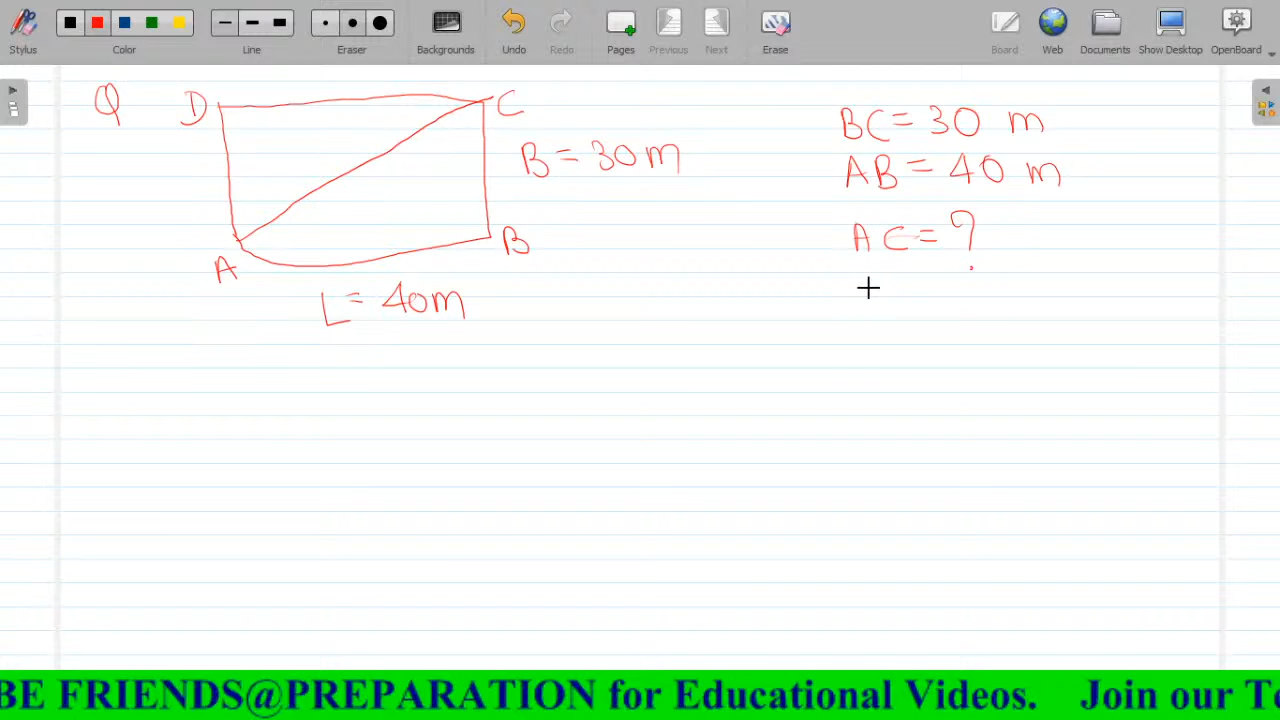 Stylus
Color
Line
Eraser
Backgrounds
Undo
Redo
Pages
Previous
Next
Erase
Board
Web
Documents
Show Desktop
OpenBoard
Q
D
C
B = 30m
A
B
L = 40m
BC = 30 m
AB = 40 m
AC = ?
BE FRIENDS@PREPARATION for Educational Videos. Join our Te